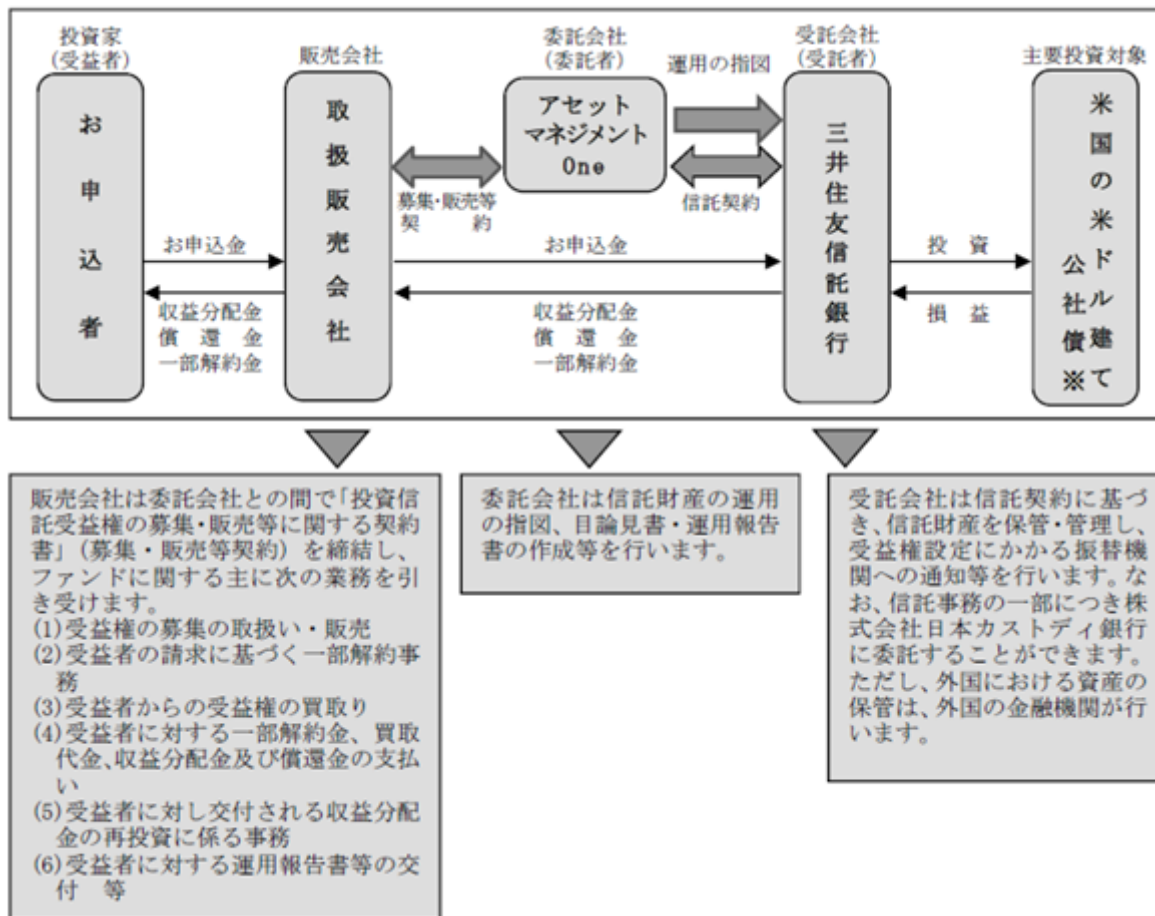 投資家
(受益者)
お申込者
販売会社
取扱販売会社
委託会社
(委託者)
アセット
マネジメント
One
運用の指図
受託会社
(受託者)
三井住友信託銀行
主要投資対象
米国の米ドル建て
公社債※
募集・販売等
契　　約
信託契約
お申込金
収益分配金
償　還　金
一部解約金
お申込金
収益分配金
償　還　金
一部解約金
投　資
損　益
販売会社は委託会社との間で「投資信
託受益権の募集・販売等に関する契約
書」（募集・販売等契約）を締結し、
ファンドに関する主に次の業務を引
き受けます。
(1)受益権の募集の取扱い・販売
(2)受益者の請求に基づく一部解約事
務
(3)受益者からの受益権の買取り
(4)受益者に対する一部解約金、買取
代金、収益分配金及び償還金の支払
い
(5)受益者に対し交付される収益分配
金の再投資に係る事務
(6)受益者に対する運用報告書等の交
付　等
委託会社は信託財産の運用
の指図、目論見書・運用報告
書の作成等を行います。
受託会社は信託契約に基づ
き、信託財産を保管・管理し、
受益権設定にかかる振替機
関への通知等を行います。な
お、信託事務の一部につき株
式会社日本カストディ銀行
に委託することができます。
ただし、外国における資産の
保管は、外国の金融機関が行
います。